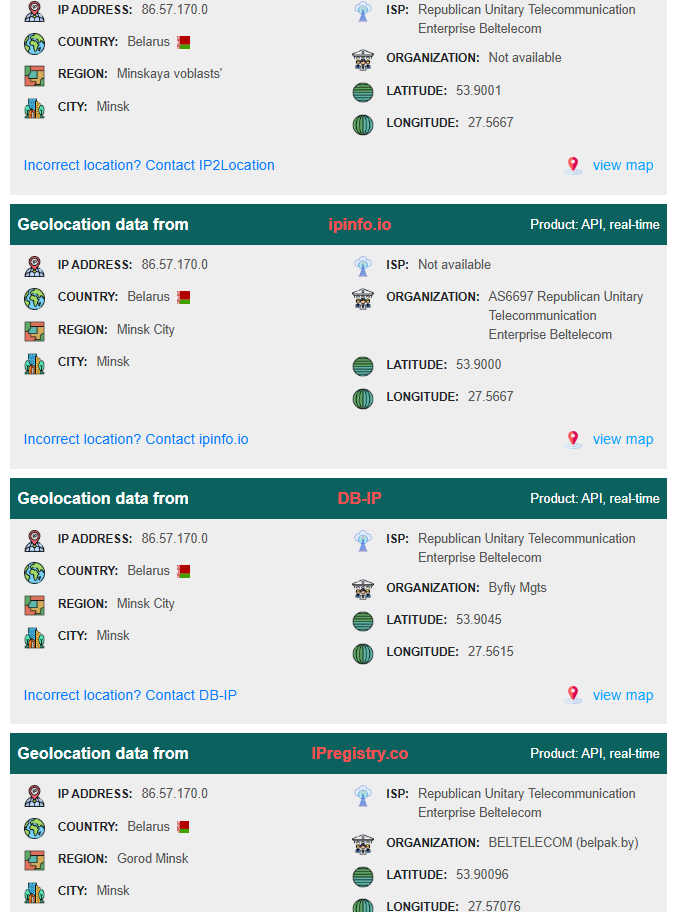 IP ADDRESS: 86.57.170.0
COUNTRY: Belarus
REGION: Minskaya voblasts'
CITY: Minsk
ISP: Republican Unitary Telecommunication
Enterprise Beltelecom
ORGANIZATION: Not available
LATITUDE: 53.9001
LONGITUDE: 27.5667
Incorrect location? Contact IP2Location
view map
Geolocation data from ipinfo.io Product: API, real-time
IP ADDRESS: 86.57.170.0
COUNTRY: Belarus
REGION: Minsk City
CITY: Minsk
ISP: Not available
ORGANIZATION: AS6697 Republican Unitary
Telecommunication
Enterprise Beltelecom
LATITUDE: 53.9000
LONGITUDE: 27.5667
Incorrect location? Contact ipinfo.io
view map
Geolocation data from DB-IP Product: API, real-time
IP ADDRESS: 86.57.170.0
COUNTRY: Belarus
REGION: Minsk City
CITY: Minsk
ISP: Republican Unitary Telecommunication
Enterprise Beltelecom
ORGANIZATION: Byfly Mgts
LATITUDE: 53.9045
LONGITUDE: 27.5615
Incorrect location? Contact DB-IP
view map
Geolocation data from IPregistry.co Product: API, real-time
IP ADDRESS: 86.57.170.0
COUNTRY: Belarus
REGION: Gorod Minsk
CITY: Minsk
ISP: Republican Unitary Telecommunication
Enterprise Beltelecom
ORGANIZATION: BELTELECOM (belpak.by)
LATITUDE: 53.90096
LONGITUDE: 27.57076